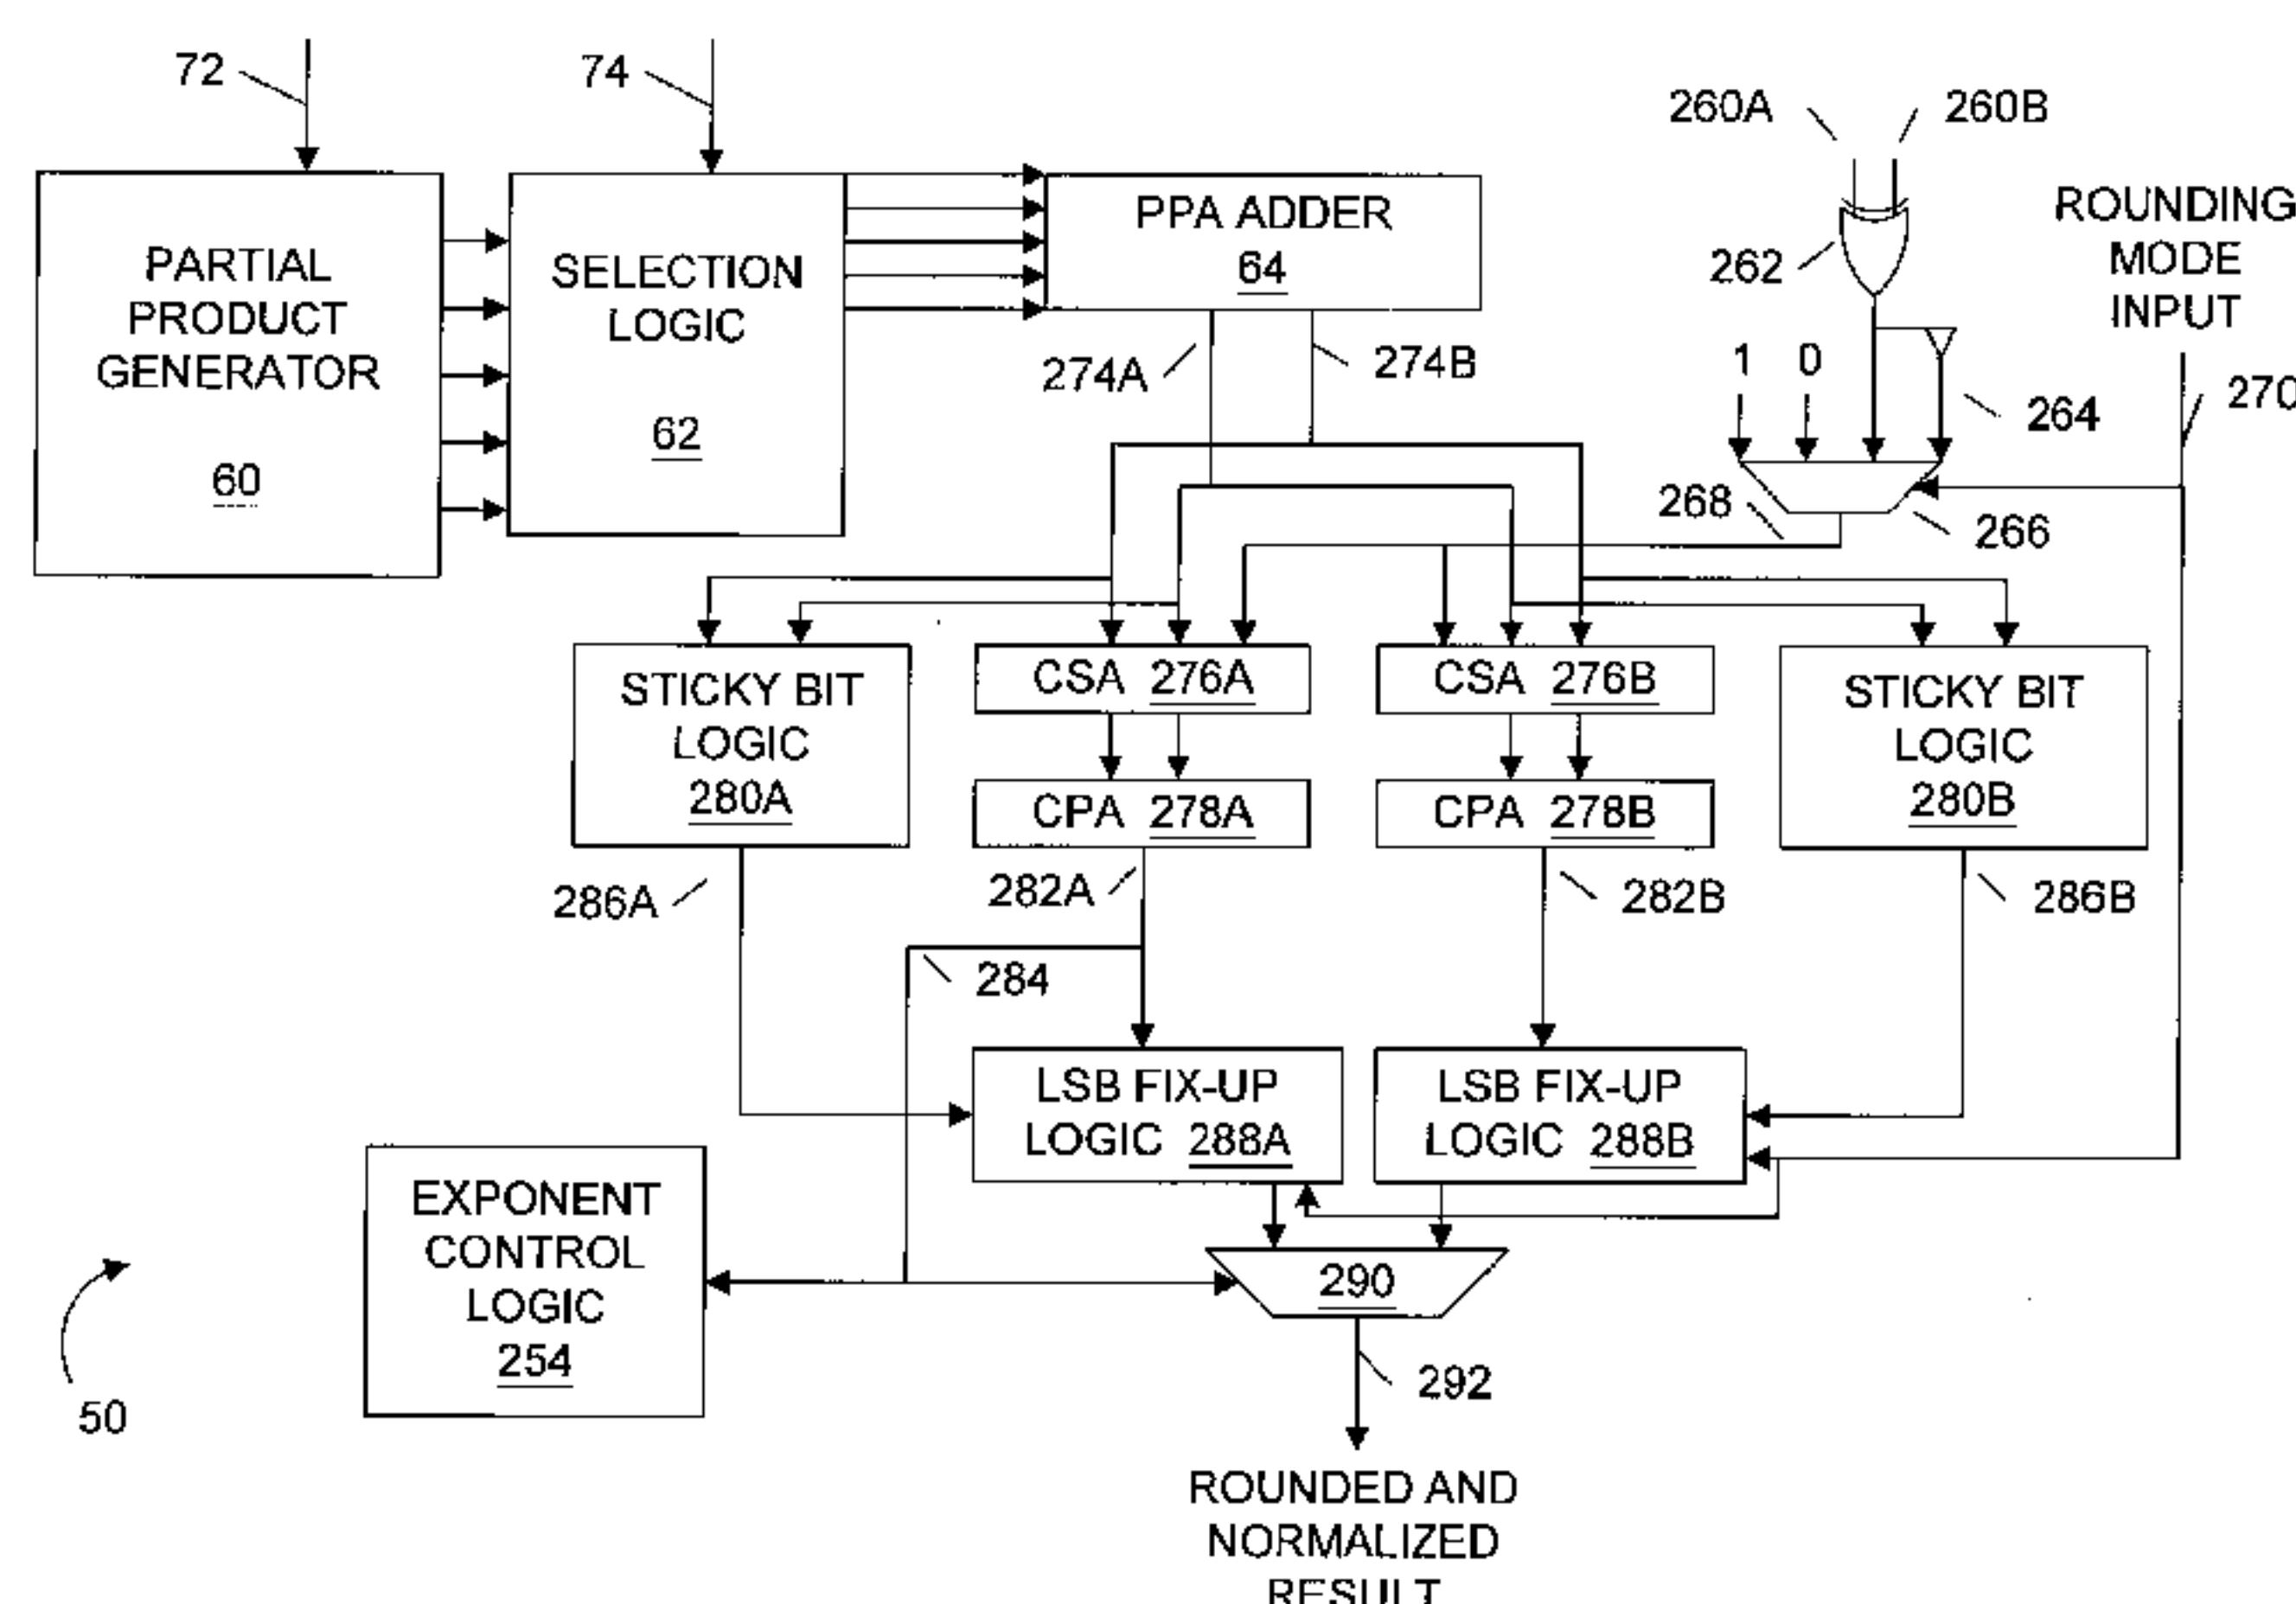 72
74
260A
260B
PARTIAL
PRODUCT
GENERATOR
60
SELECTION
LOGIC
62
PPA ADDER
64
262
ROUNDING
MODE
INPUT
274A
274B
1
0
264
270
268
266
STICKY BIT
LOGIC
280A
CSA 276A
CSA 276B
STICKY BIT
LOGIC
280B
CPA 278A
CPA 278B
286A
282A
282B
286B
284
LSB FIX-UP
LOGIC 288A
LSB FIX-UP
LOGIC 288B
EXPONENT
CONTROL
LOGIC
254
290
50
292
ROUNDED AND
NORMALIZED
RESULT